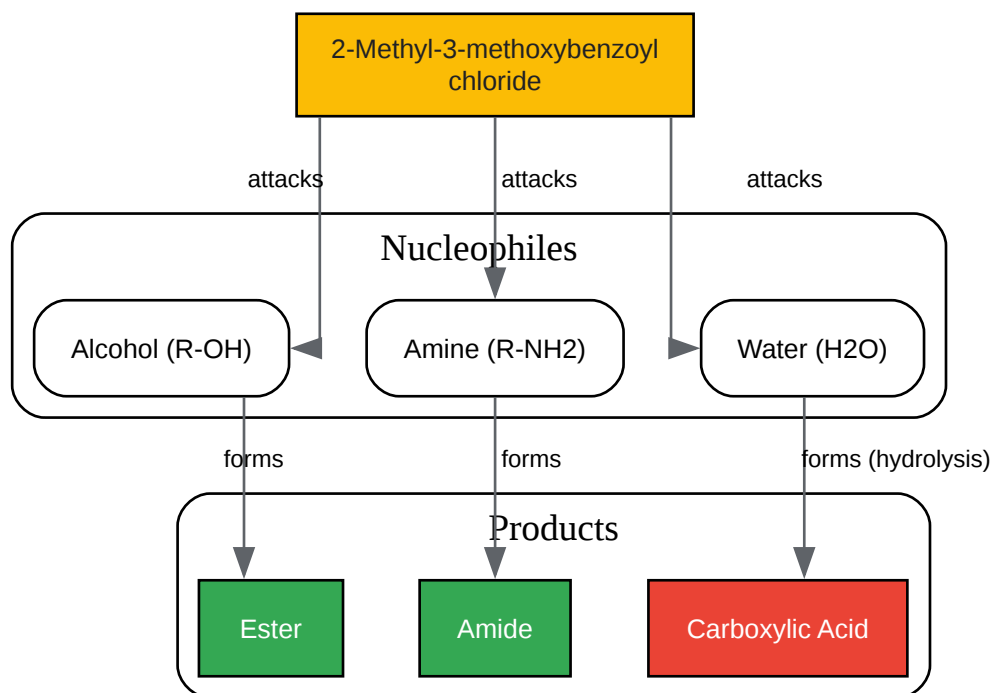 2-Methyl-3-methoxybenzoyl
chloride
attacks
attacks
attacks
Nucleophiles
Alcohol (R-OH)
Amine (R-NH2)
Water (H2O)
forms
forms
forms (hydrolysis)
Products
Ester
Amide
Carboxylic Acid